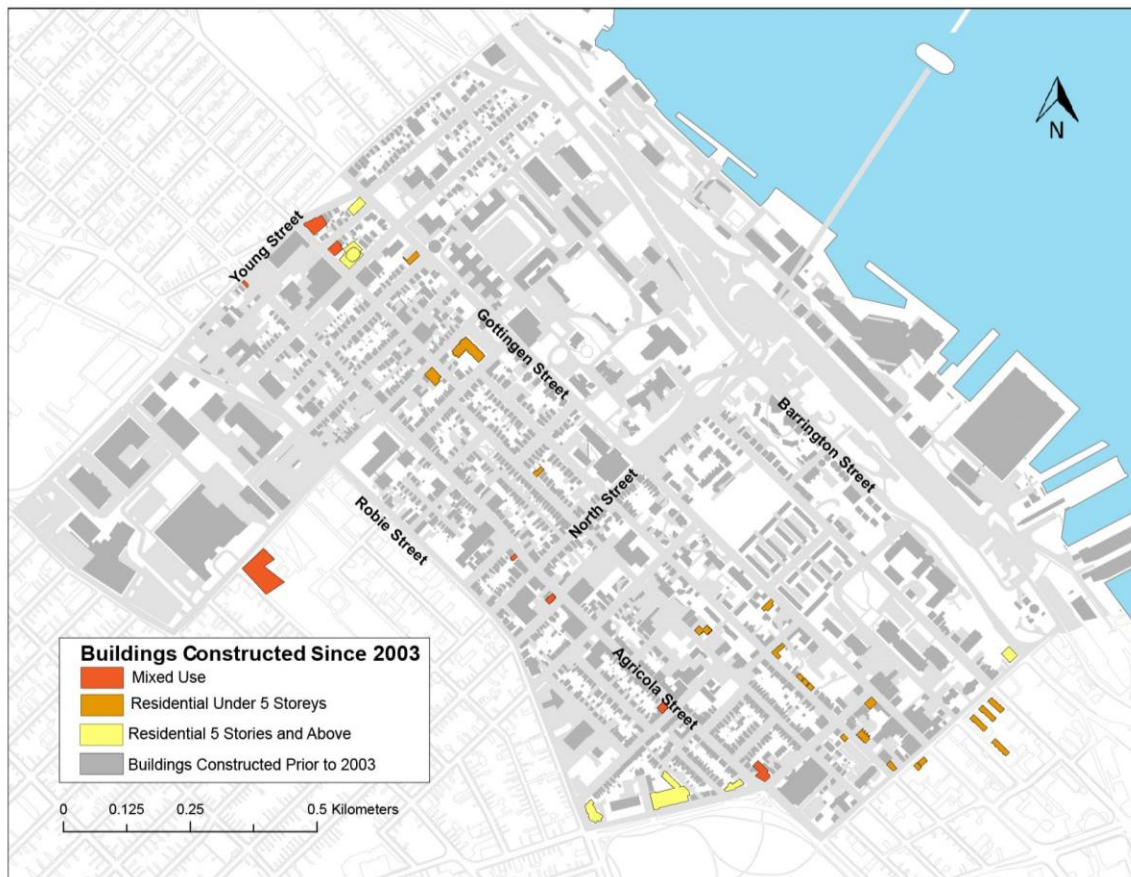 N
Young Street
Gottingen Street
Barrington Street
North Street
Robie Street
Agricola Street
Buildings Constructed Since 2003
Mixed Use
Residential Under 5 Storeys
Residential 5 Stories and Above
Buildings Constructed Prior to 2003
0 0.125 0.25 0.5 Kilometers